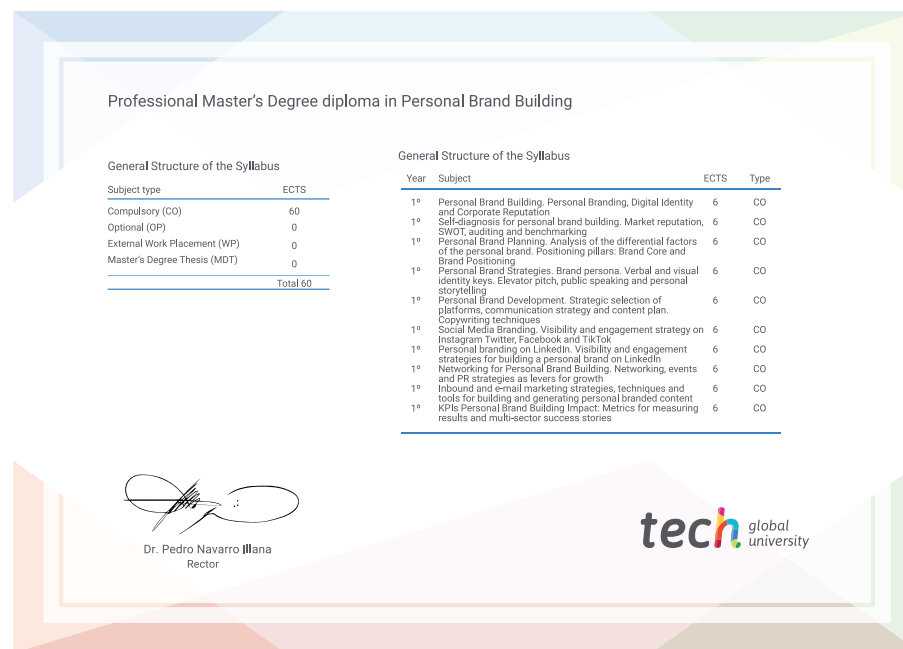 Professional Master's Degree diploma in Personal Brand Building
General Structure of the Syllabus
Subject type ECTS
Compulsory (CO) 60
Optional (OP) 0
External Work Placement (WP) 0
Master's Degree Thesis (MDT) 0
Total 60
General Structure of the Syllabus
Year Subject ECTS Type
1º Personal Brand Building. Personal Branding, Digital Identity 6 CO
and Corporate Reputation
1º Self-diagnosis for personal brand building. Market reputation, 6 CO
SWOT, auditing and benchmarking
1º Personal Brand Planning. Analysis of the differential factors 6 CO
of the personal brand. Positioning pillars: Brand Core and
Brand Positioning
1º Personal Brand Strategies. Brand persona. Verbal and visual 6 CO
identity keys. Elevator pitch, public speaking and personal
storytelling
1º Personal Brand Development. Strategic selection of 6 CO
platforms, communication strategy and content plan.
Copywriting techniques
1º Social Media Branding. Visibility and engagement strategy on 6 CO
Instagram Twitter, Facebook and TikTok
1º Personal branding on LinkedIn. Visibility and engagement 6 CO
strategies for building a personal brand on LinkedIn
1º Networking for Personal Brand Building. Networking, events 6 CO
and PR strategies as levers for growth
1º Inbound and e-mail marketing strategies, techniques and 6 CO
tools for building and generating personal branded content
1º KPIs Personal Brand Building Impact: Metrics for measuring 6 CO
results and multi-sector success stories
Dr. Pedro Navarro Illana
Rector
tech global
university